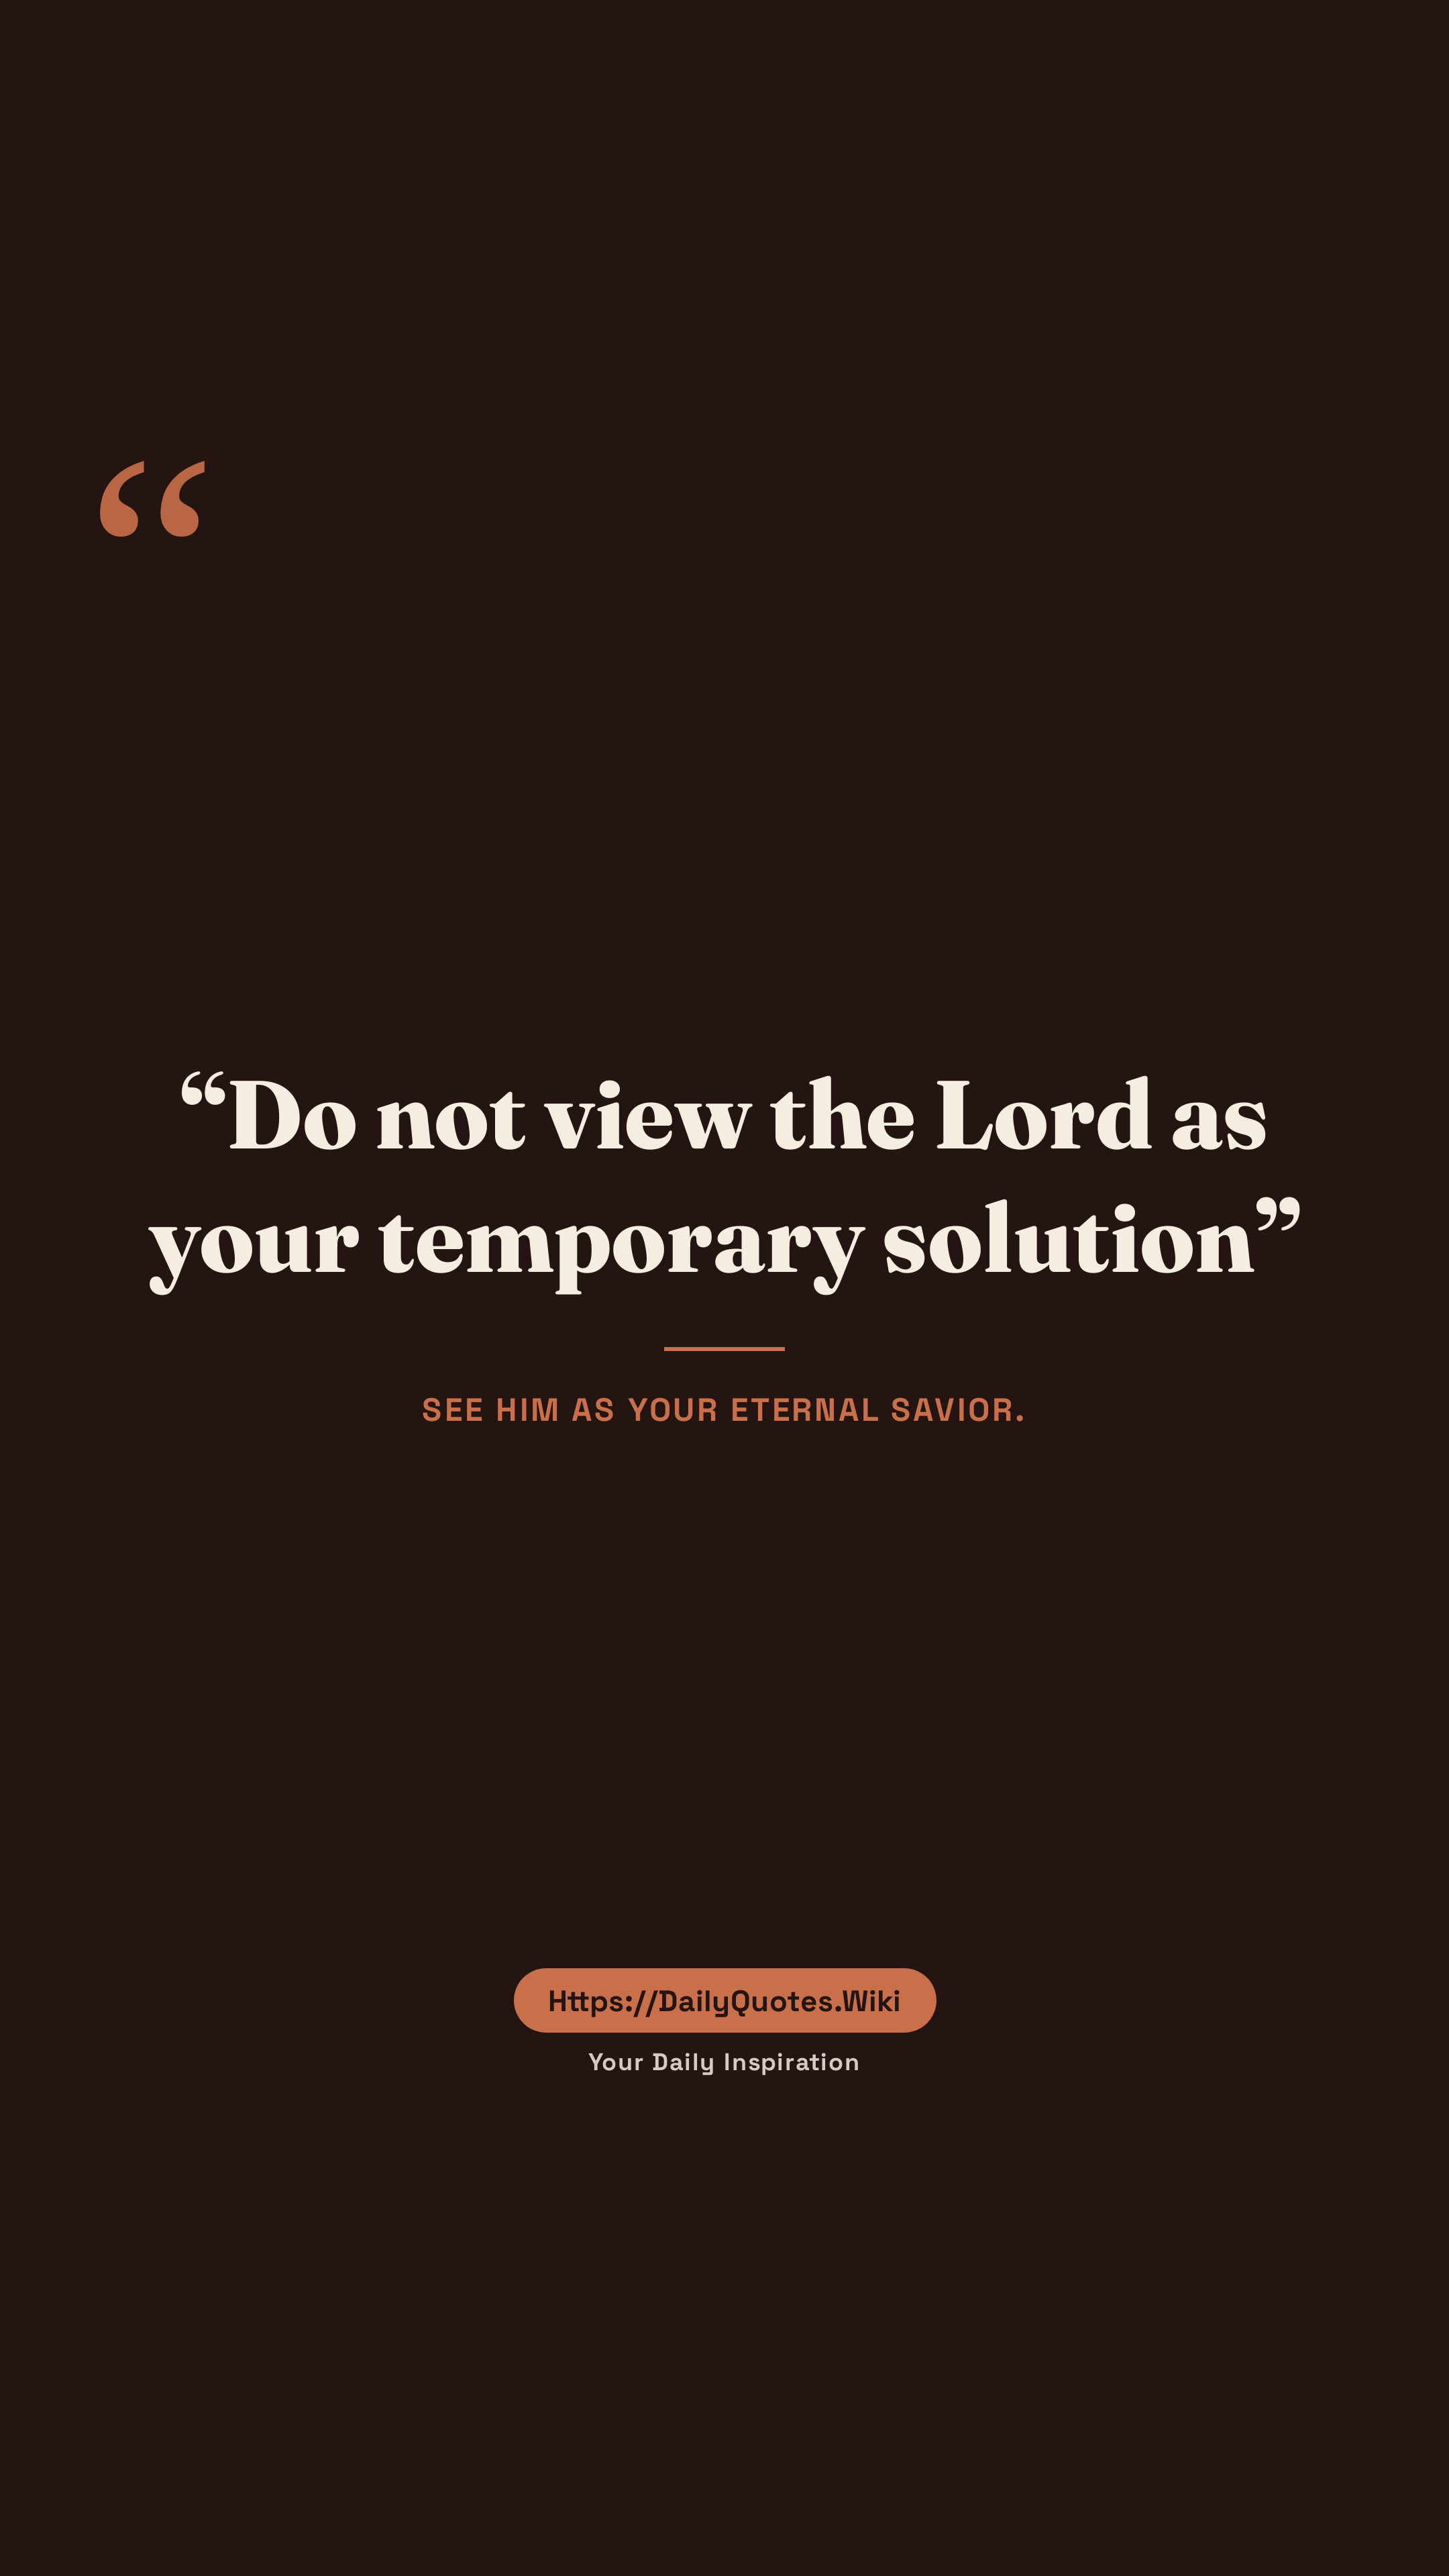 “
“Do not view the Lord as
your temporary solution”
SEE HIM AS YOUR ETERNAL SAVIOR.
Https://DailyQuotes.Wiki
Your Daily Inspiration